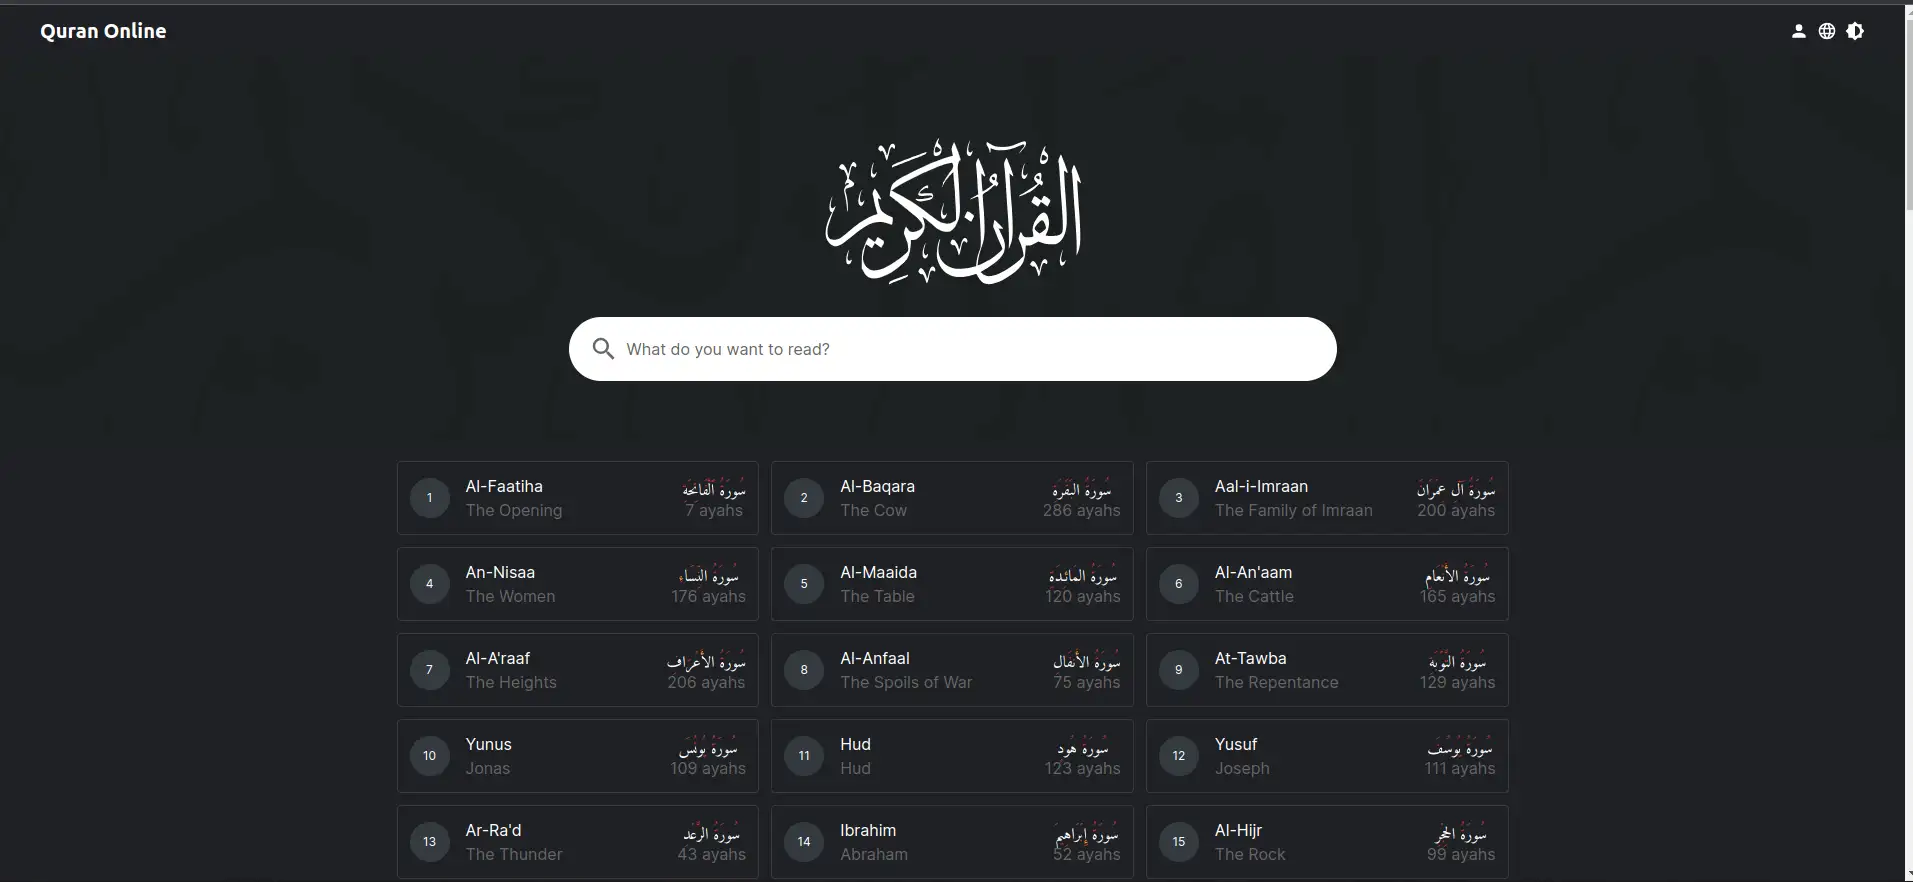 Quran Online
القرآن الكريم
What do you want to read?
1
Al-Faatiha
The Opening
سُورَةُ ٱلْفَاتِحَةِ
7 ayahs
2
Al-Baqara
The Cow
سُورَةُ البَقَرَةِ
286 ayahs
3
Aal-i-Imraan
The Family of Imraan
سُورَةُ آلِ عِمۡرَانَ
200 ayahs
4
An-Nisaa
The Women
سُورَةُ النِّسَاءِ
176 ayahs
5
Al-Maaida
The Table
سُورَةُ المَائـِدَةِ
120 ayahs
6
Al-An'aam
The Cattle
سُورَةُ الأَنۡعَامِ
165 ayahs
7
Al-A'raaf
The Heights
سُورَةُ الأَعۡرَافِ
206 ayahs
8
Al-Anfaal
The Spoils of War
سُورَةُ الأَنفَالِ
75 ayahs
9
At-Tawba
The Repentance
سُورَةُ التَّوۡبَةِ
129 ayahs
10
Yunus
Jonas
سُورَةُ يُونُسَ
109 ayahs
11
Hud
Hud
سُورَةُ هُودٍ
123 ayahs
12
Yusuf
Joseph
سُورَةُ يُوسُفَ
111 ayahs
13
Ar-Ra'd
The Thunder
سُورَةُ الرَّعۡدِ
43 ayahs
14
Ibrahim
Abraham
سُورَةُ إِبۡرَاهِيمَ
52 ayahs
15
Al-Hijr
The Rock
سُورَةُ الحِجۡرِ
99 ayahs